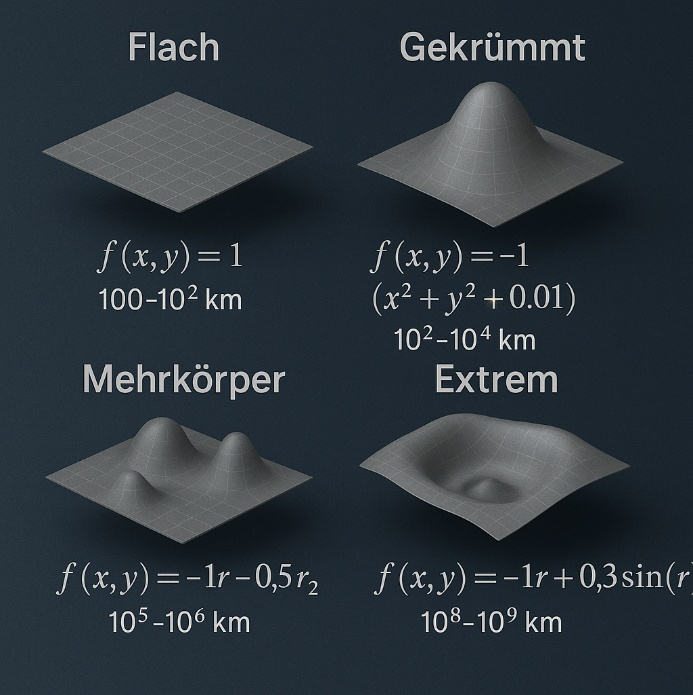 Flach
f(x,y) = 1
100–10² km
Gekrümmt
f(x,y) = –1
(x² + y² + 0.01)
10²–10⁴ km
Mehrkörper
f(x,y) = –1r – 0,5r₂
10⁵–10⁶ km
Extrem
f(x,y) = –1r + 0,3 sin(r)
10⁸–10⁹ km